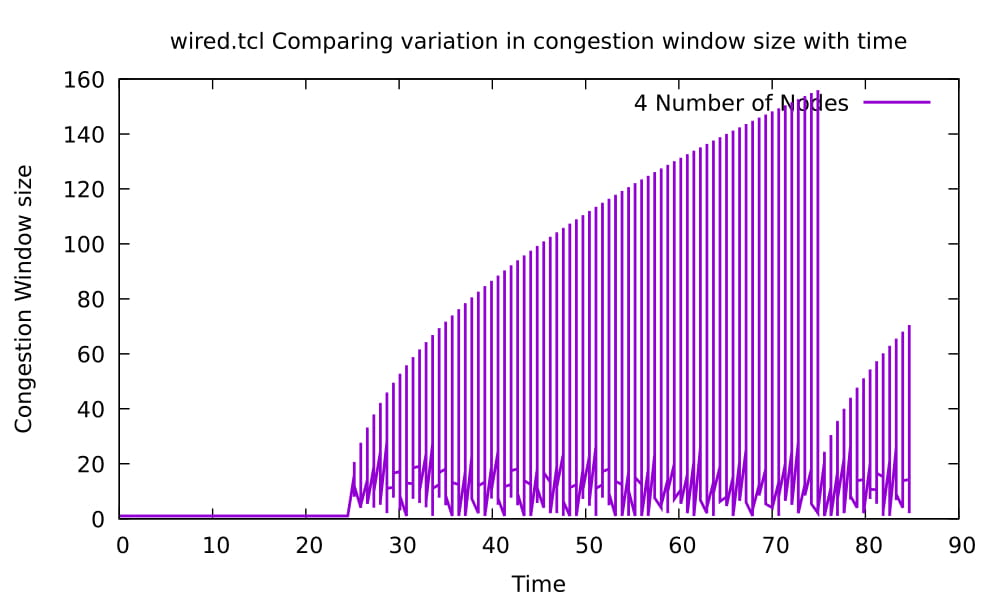 wired.tcl Comparing variation in congestion window size with time
160
4 Number of Nodes
140
120
100
80
60
40
20
0
Congestion Window size
0 10 20 30 40 50 60 70 80 90
Time